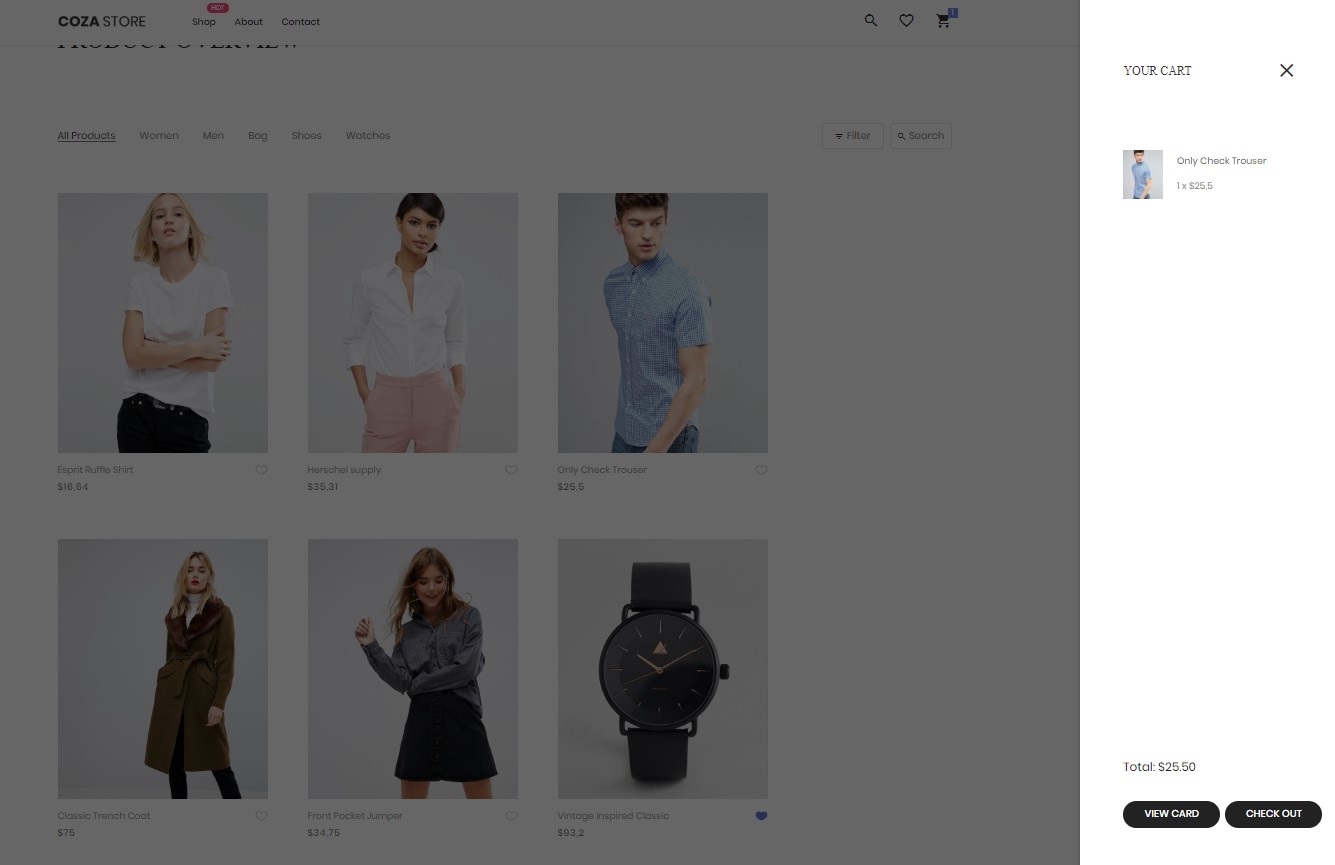 HOT
COZA STORE Shop About Contact 1
PRODUCT OVERVIEW
All Products Women Men Bag Shoes Watches Filter Search
Esprit Ruffle Shirt
$16,64
Herschel supply
$35,31
Only Check Trouser
$25,5
Classic Trench Coat
$75
Front Pocket Jumper
$34,75
Vintage Inspired Classic
$93,2
YOUR CART
Only Check Trouser
1 x $25,5
Total: $25.50
VIEW CARD CHECK OUT